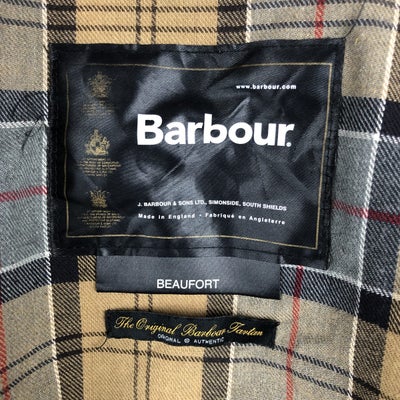 www.barbour.com
Barbour®
J. BARBOUR & SONS LTD., SIMONSIDE, SOUTH SHIELDS
Made in England - Fabriqué en Angleterre
BEAUFORT
The Original Barbour Tartan
ORIGINAL @ AUTHENTIC